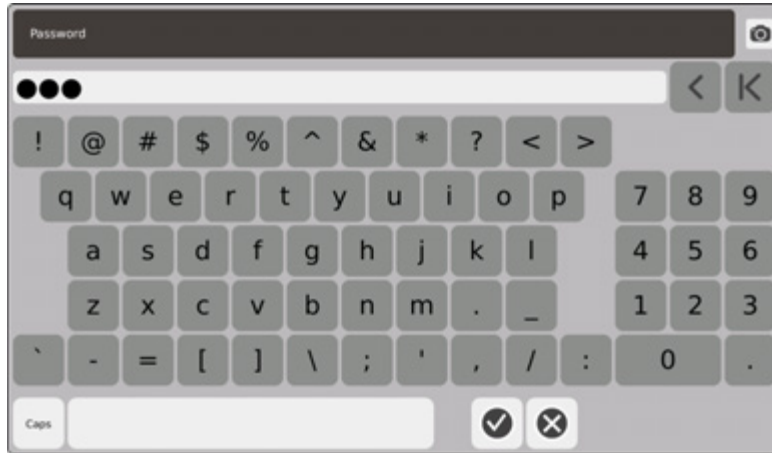 Password
●●●
! @ # $ % ^ & * ? < >
q w e r t y u i o p 7 8 9
a s d f g h j k l 4 5 6
z x c v b n m . _ 1 2 3
` - = [ ] \ ; ' , / : 0 .
Caps